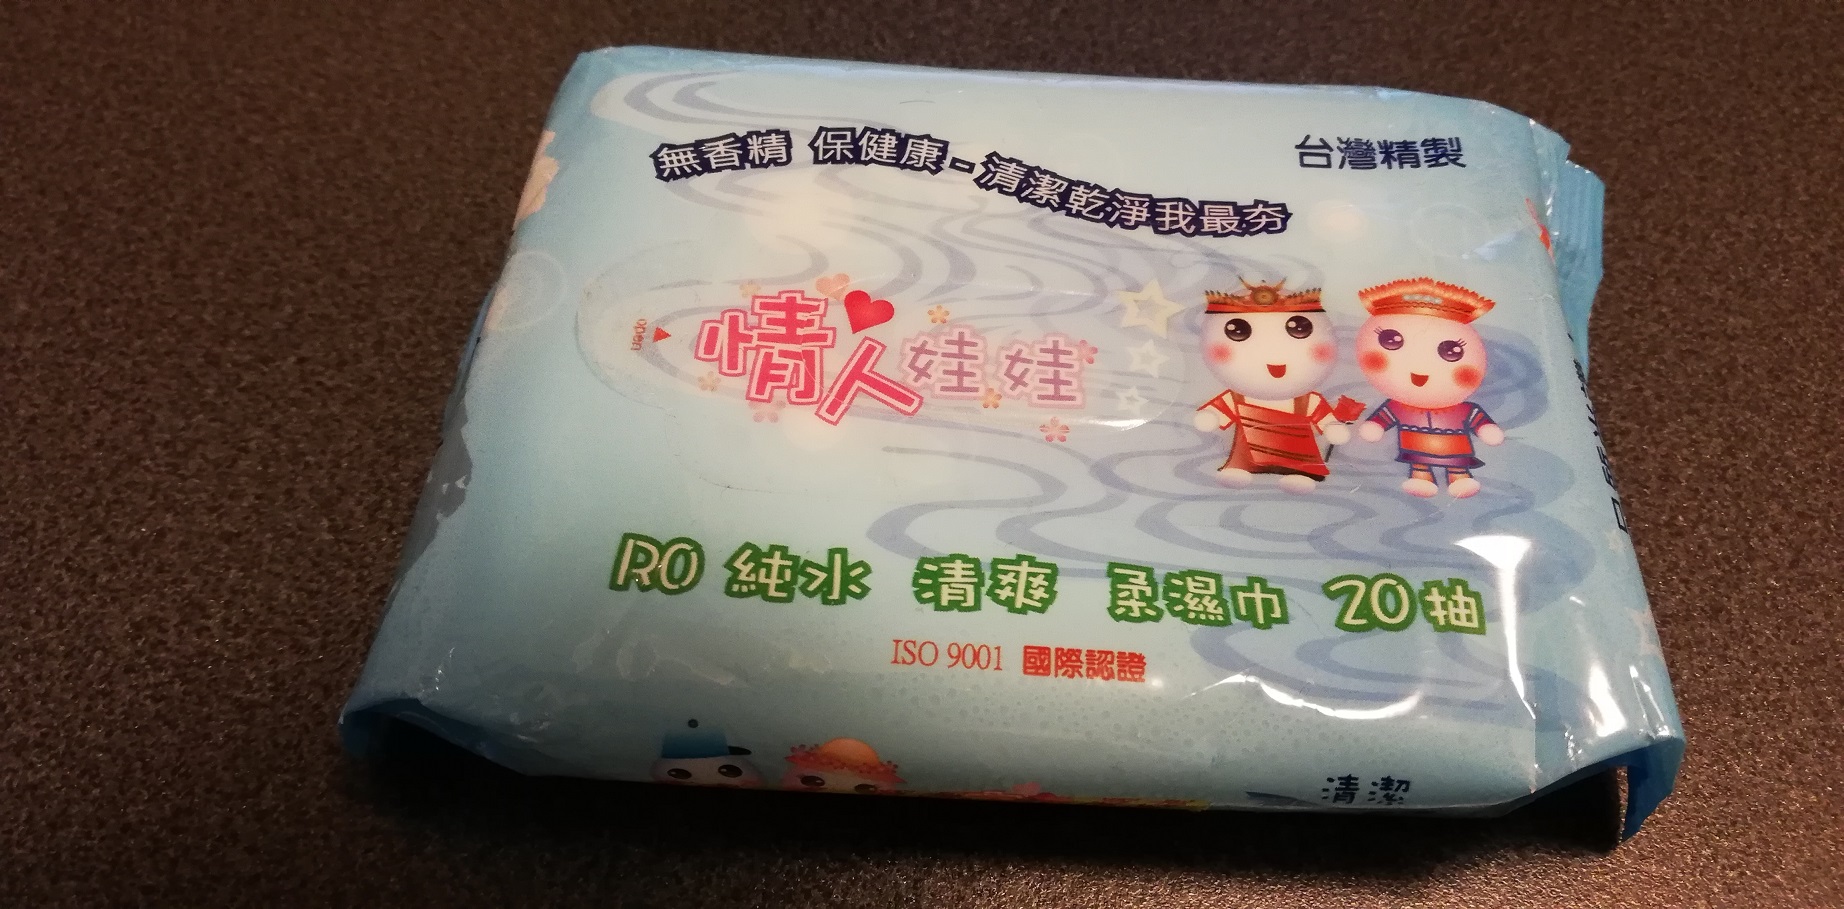 無香精 保健康-清潔乾淨我最夯
台灣精製
open
情人娃娃
RO 純水 清爽 柔濕巾 20抽
ISO 9001 國際認證
清潔